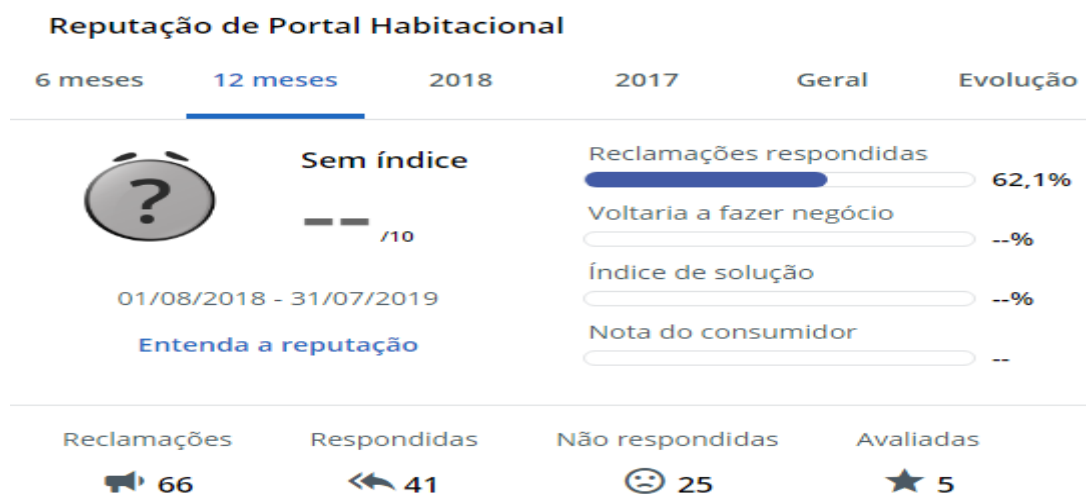 Reputação de Portal Habitacional
6 meses 12 meses 2018 2017 Geral Evolução
?
Sem índice
-- /10
01/08/2018 - 31/07/2019
Entenda a reputação
Reclamações respondidas
62,1%
Voltaria a fazer negócio
--%
Índice de solução
--%
Nota do consumidor
--
Reclamações Respondidas Não respondidas Avaliadas
66 41 25 5